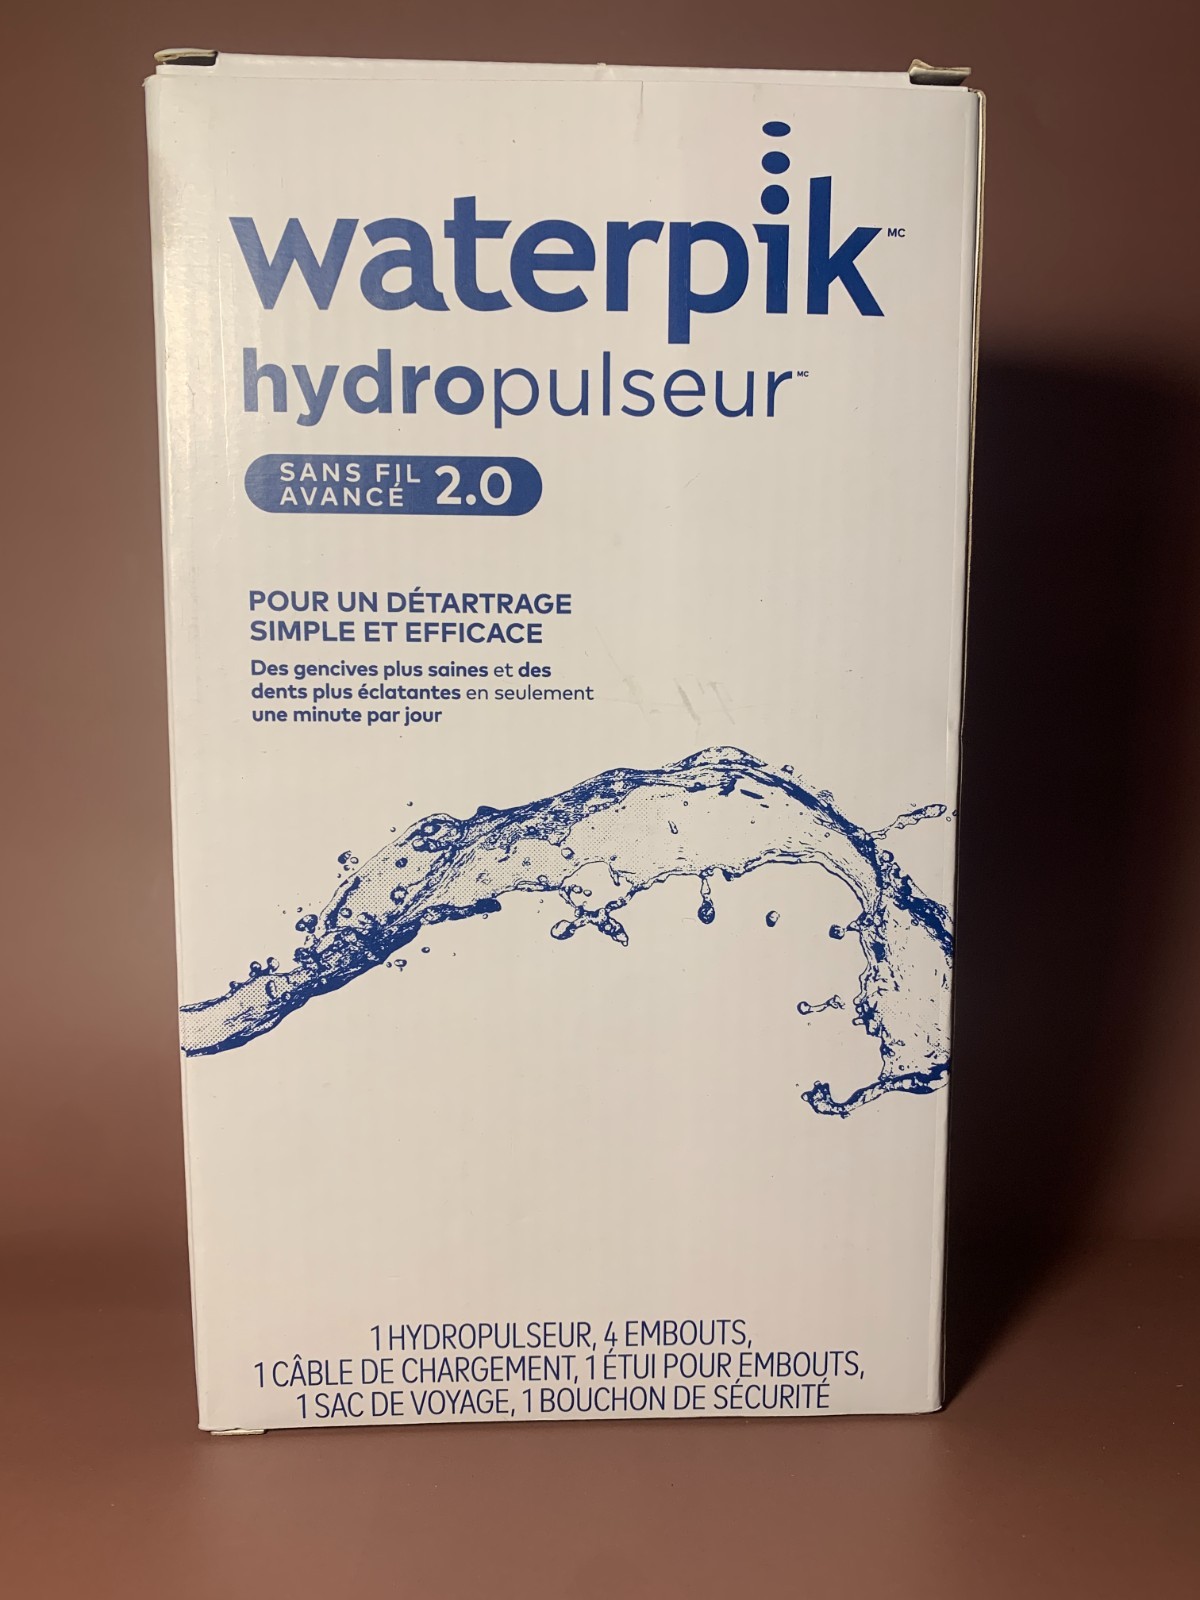 waterpik MC
hydropulseur MC
SANS FIL
AVANCÉ 2.0
POUR UN DÉTARTRAGE
SIMPLE ET EFFICACE
Des gencives plus saines et des
dents plus éclatantes en seulement
une minute par jour
1 HYDROPULSEUR, 4 EMBOUTS,
1 CÂBLE DE CHARGEMENT, 1 ÉTUI POUR EMBOUTS,
1 SAC DE VOYAGE, 1 BOUCHON DE SÉCURITÉ